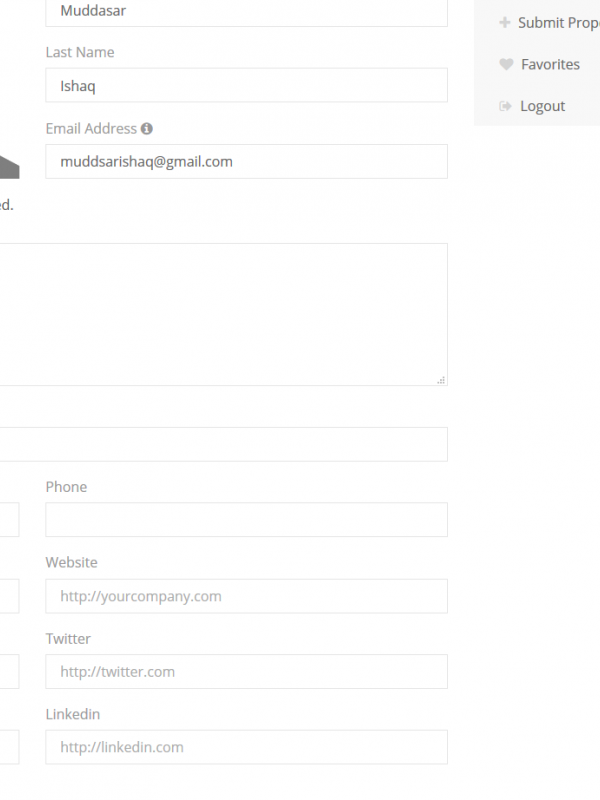 Muddasar
Last Name
Ishaq
Email Address
muddsarishaq@gmail.com
ed.
Phone
Website
http://yourcompany.com
Twitter
http://twitter.com
Linkedin
http://linkedin.com
Submit Prop
Favorites
Logout